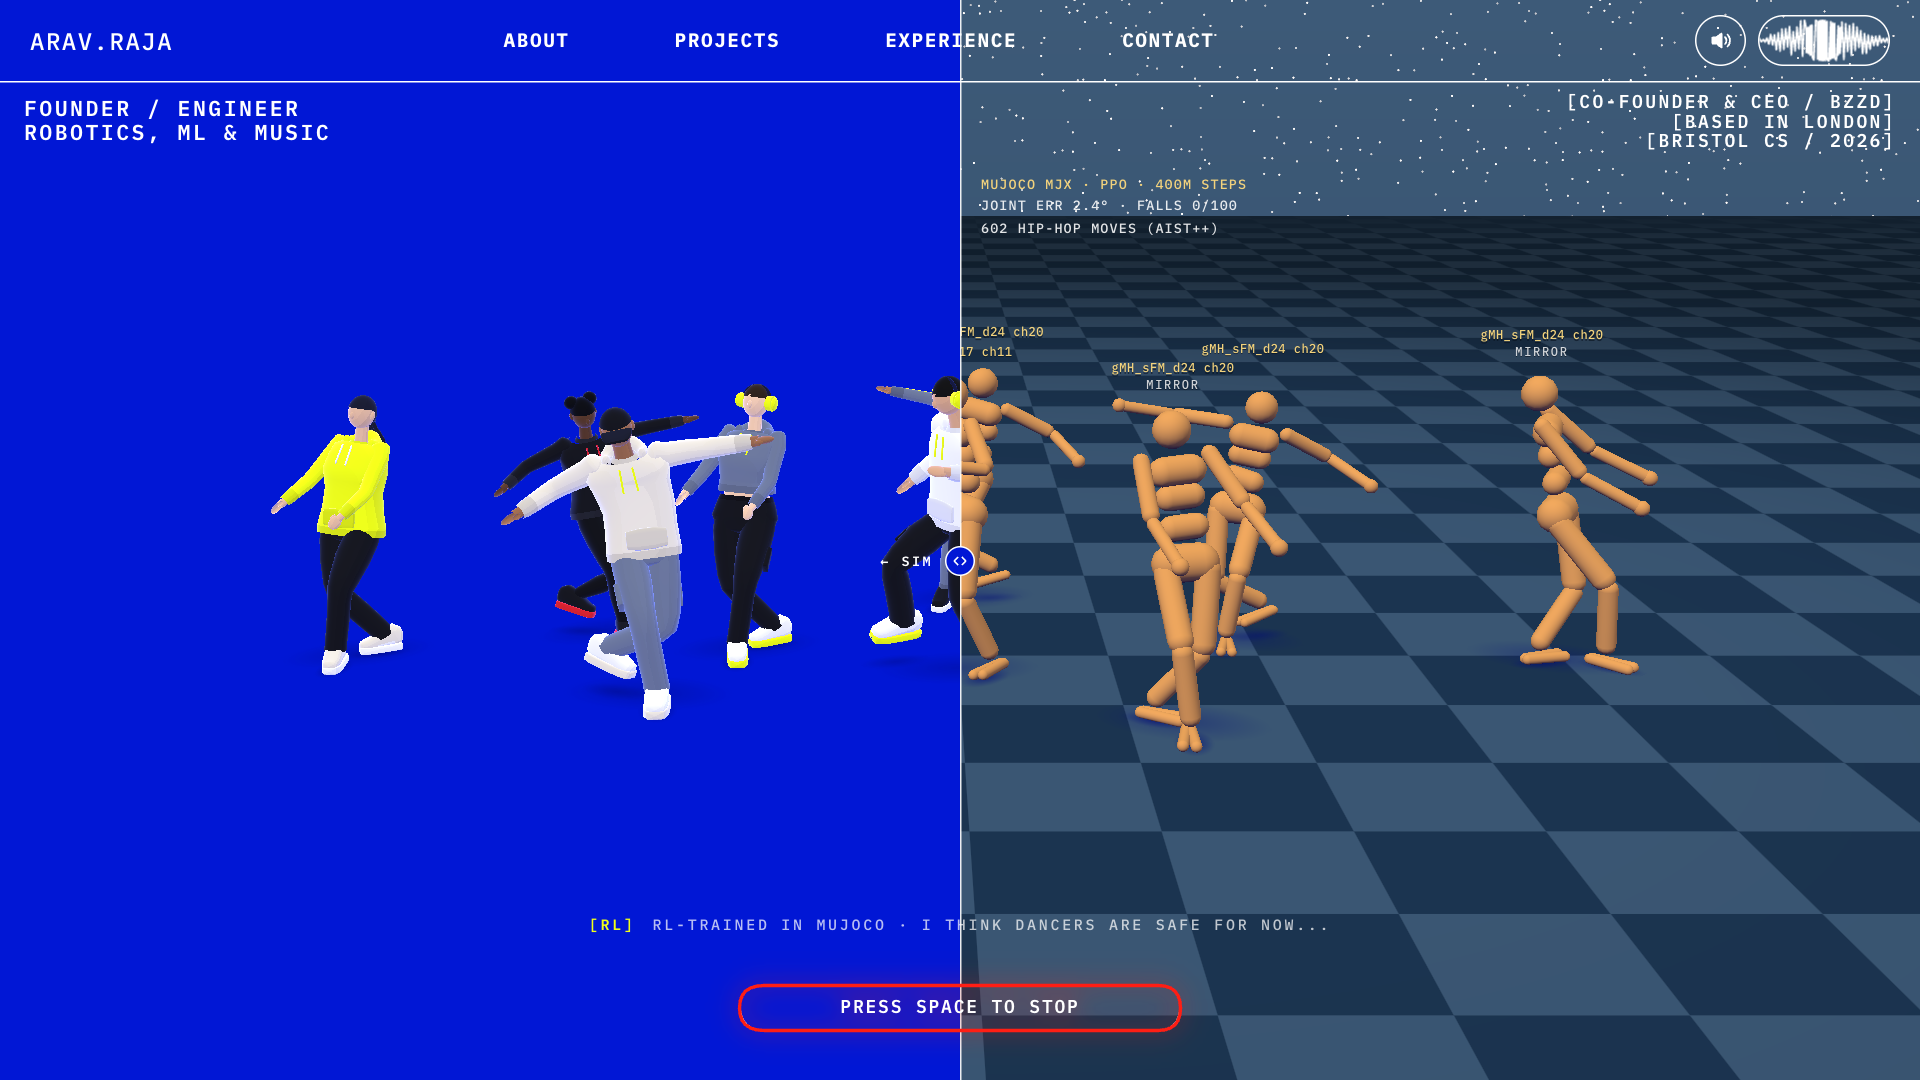 ARAV.RAJA
ABOUT
PROJECTS
EXPERIENCE
CONTACT
FOUNDER / ENGINEER
ROBOTICS, ML & MUSIC
[CO-FOUNDER & CEO / BZZD]
[BASED IN LONDON]
[BRISTOL CS / 2026]
MUJOCO MJX · PPO · 400M STEPS
JOINT ERR 2.4° · FALLS 0/100
602 HIP-HOP MOVES (AIST++)
FM_d24 ch20
17 ch11
gMH_sFM_d24 ch20
gMH_sFM_d24 ch20
MIRROR
gMH_sFM_d24 ch20
MIRROR
← SIM
[RL] RL-TRAINED IN MUJOCO · I THINK DANCERS ARE SAFE FOR NOW...
PRESS SPACE TO STOP